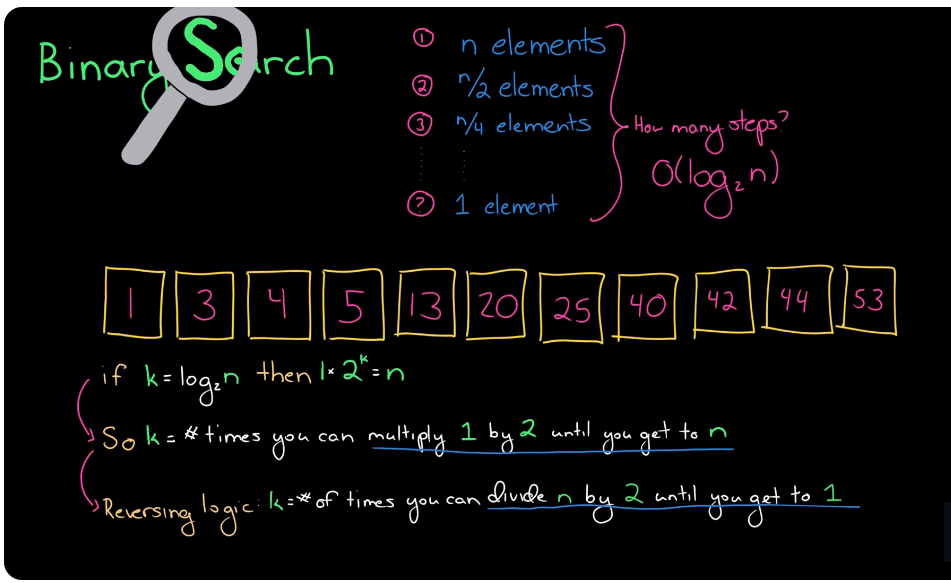 Binary Search
① n elements
② n/2 elements
③ n/4 elements
How many steps?
O(log₂ n)
? 1 element
1 3 4 5 13 20 25 40 42 44 53
if k = log₂n then 1 × 2ᵏ = n
So k = # times you can multiply 1 by 2 until you get to n
Reversing logic: k = # of times you can divide n by 2 until you get to 1